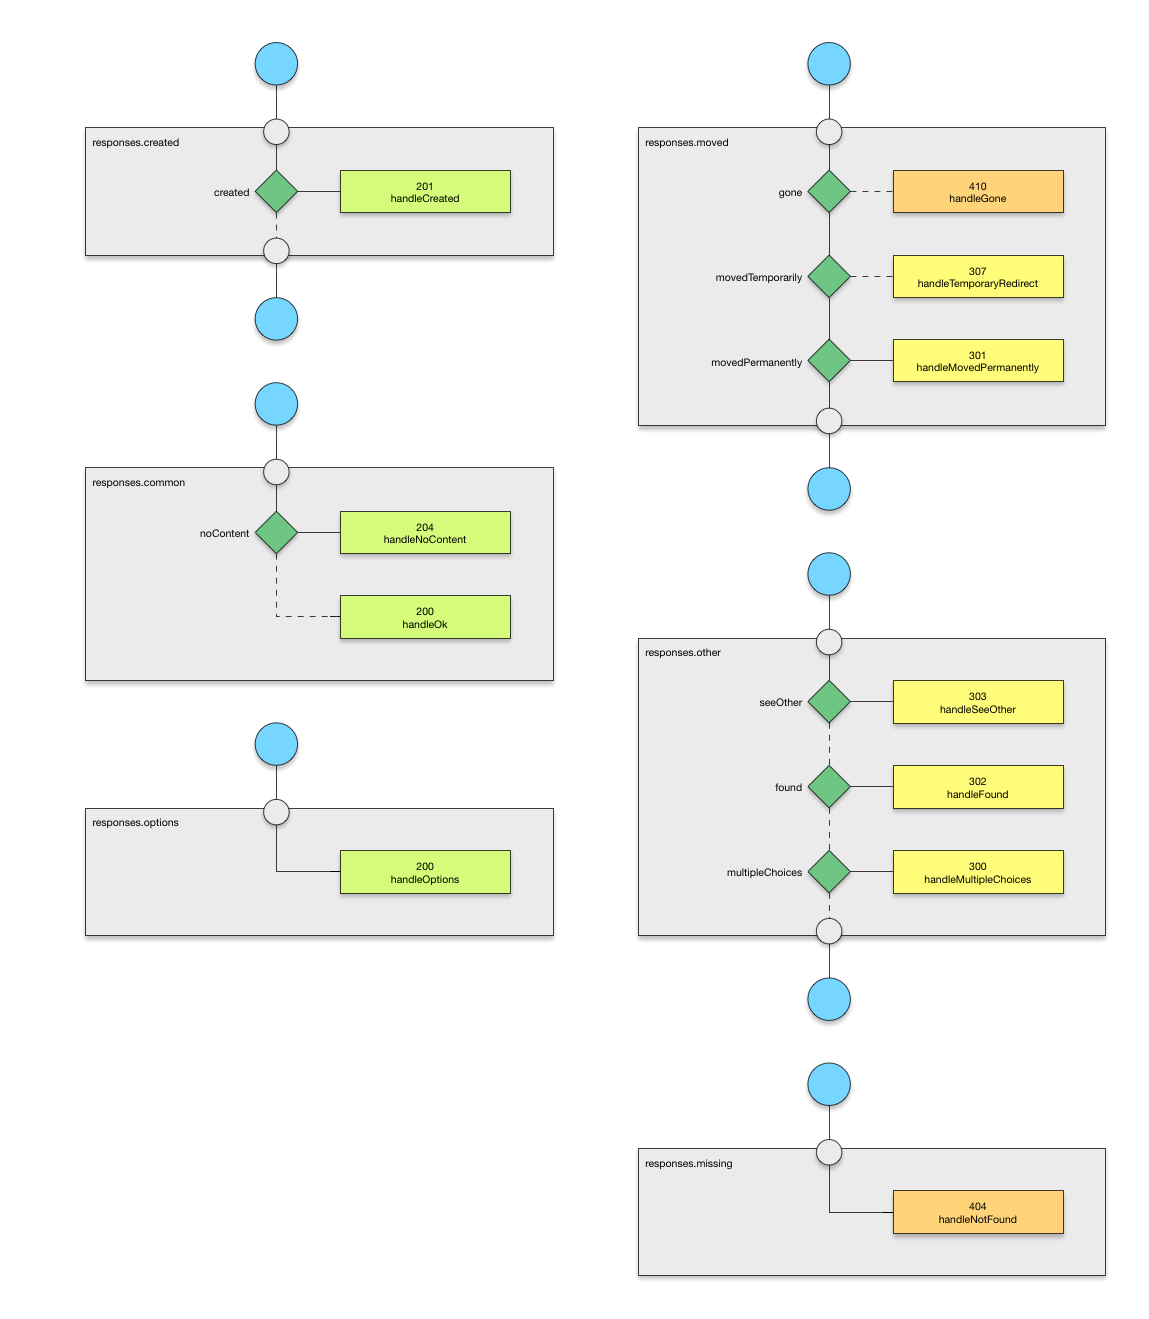 responses.created
created
201
handleCreated
responses.common
noContent
204
handleNoContent
200
handleOk
responses.options
200
handleOptions
responses.moved
gone
410
handleGone
movedTemporarily
307
handleTemporaryRedirect
movedPermanently
301
handleMovedPermanently
responses.other
seeOther
303
handleSeeOther
found
302
handleFound
multipleChoices
300
handleMultipleChoices
responses.missing
404
handleNotFound